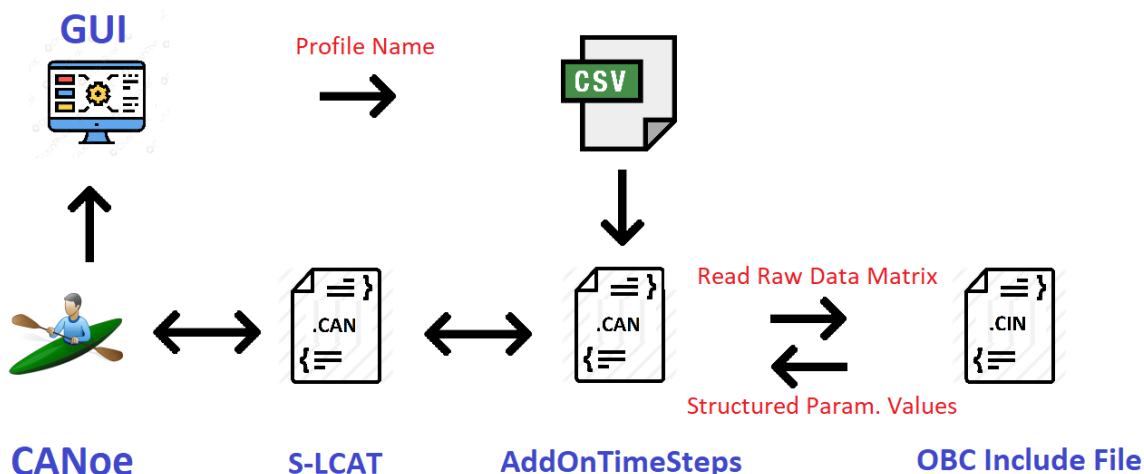 GUI
Profile Name
CSV
Read Raw Data Matrix
.CAN
.CAN
.CIN
Structured Param. Values
CANoe
S-LCAT
AddOnTimeSteps
OBC Include File